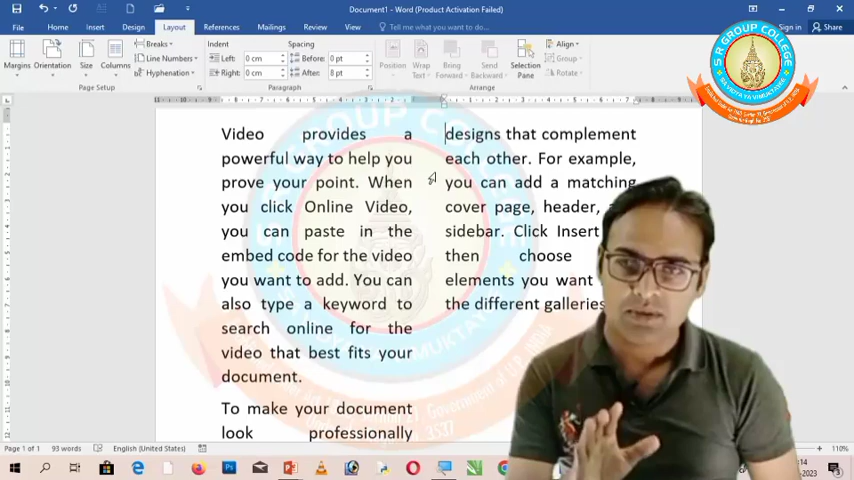 Document1 - Word (Product Activation Failed)
File Home Insert Design Layout References Mailings Review View Tell me what you want to do... Sign in Share
Margins
Orientation
Size
Columns
Breaks
Line Numbers
Hyphenation
Page Setup
Indent
Left: 0 cm
Right: 0 cm
Spacing
Before: 0 pt
After: 8 pt
Paragraph
Position
Wrap Text
Bring Forward
Send Backward
Selection Pane
Align
Group
Rotate
Arrange
S R GROUP COLLEGE
SA VIDYA YA VIMUKTAYE
Video provides a
powerful way to help you
prove your point. When
you click Online Video,
you can paste in the
embed code for the video
you want to add. You can
also type a keyword to
search online for the
video that best fits your
document.
To make your document
look professionally
designs that complement
each other. For example,
you can add a matching
cover page, header,
sidebar. Click Insert
then choose
elements you want
the different galleries
Page 1 of 1 93 words English (United States) 110%